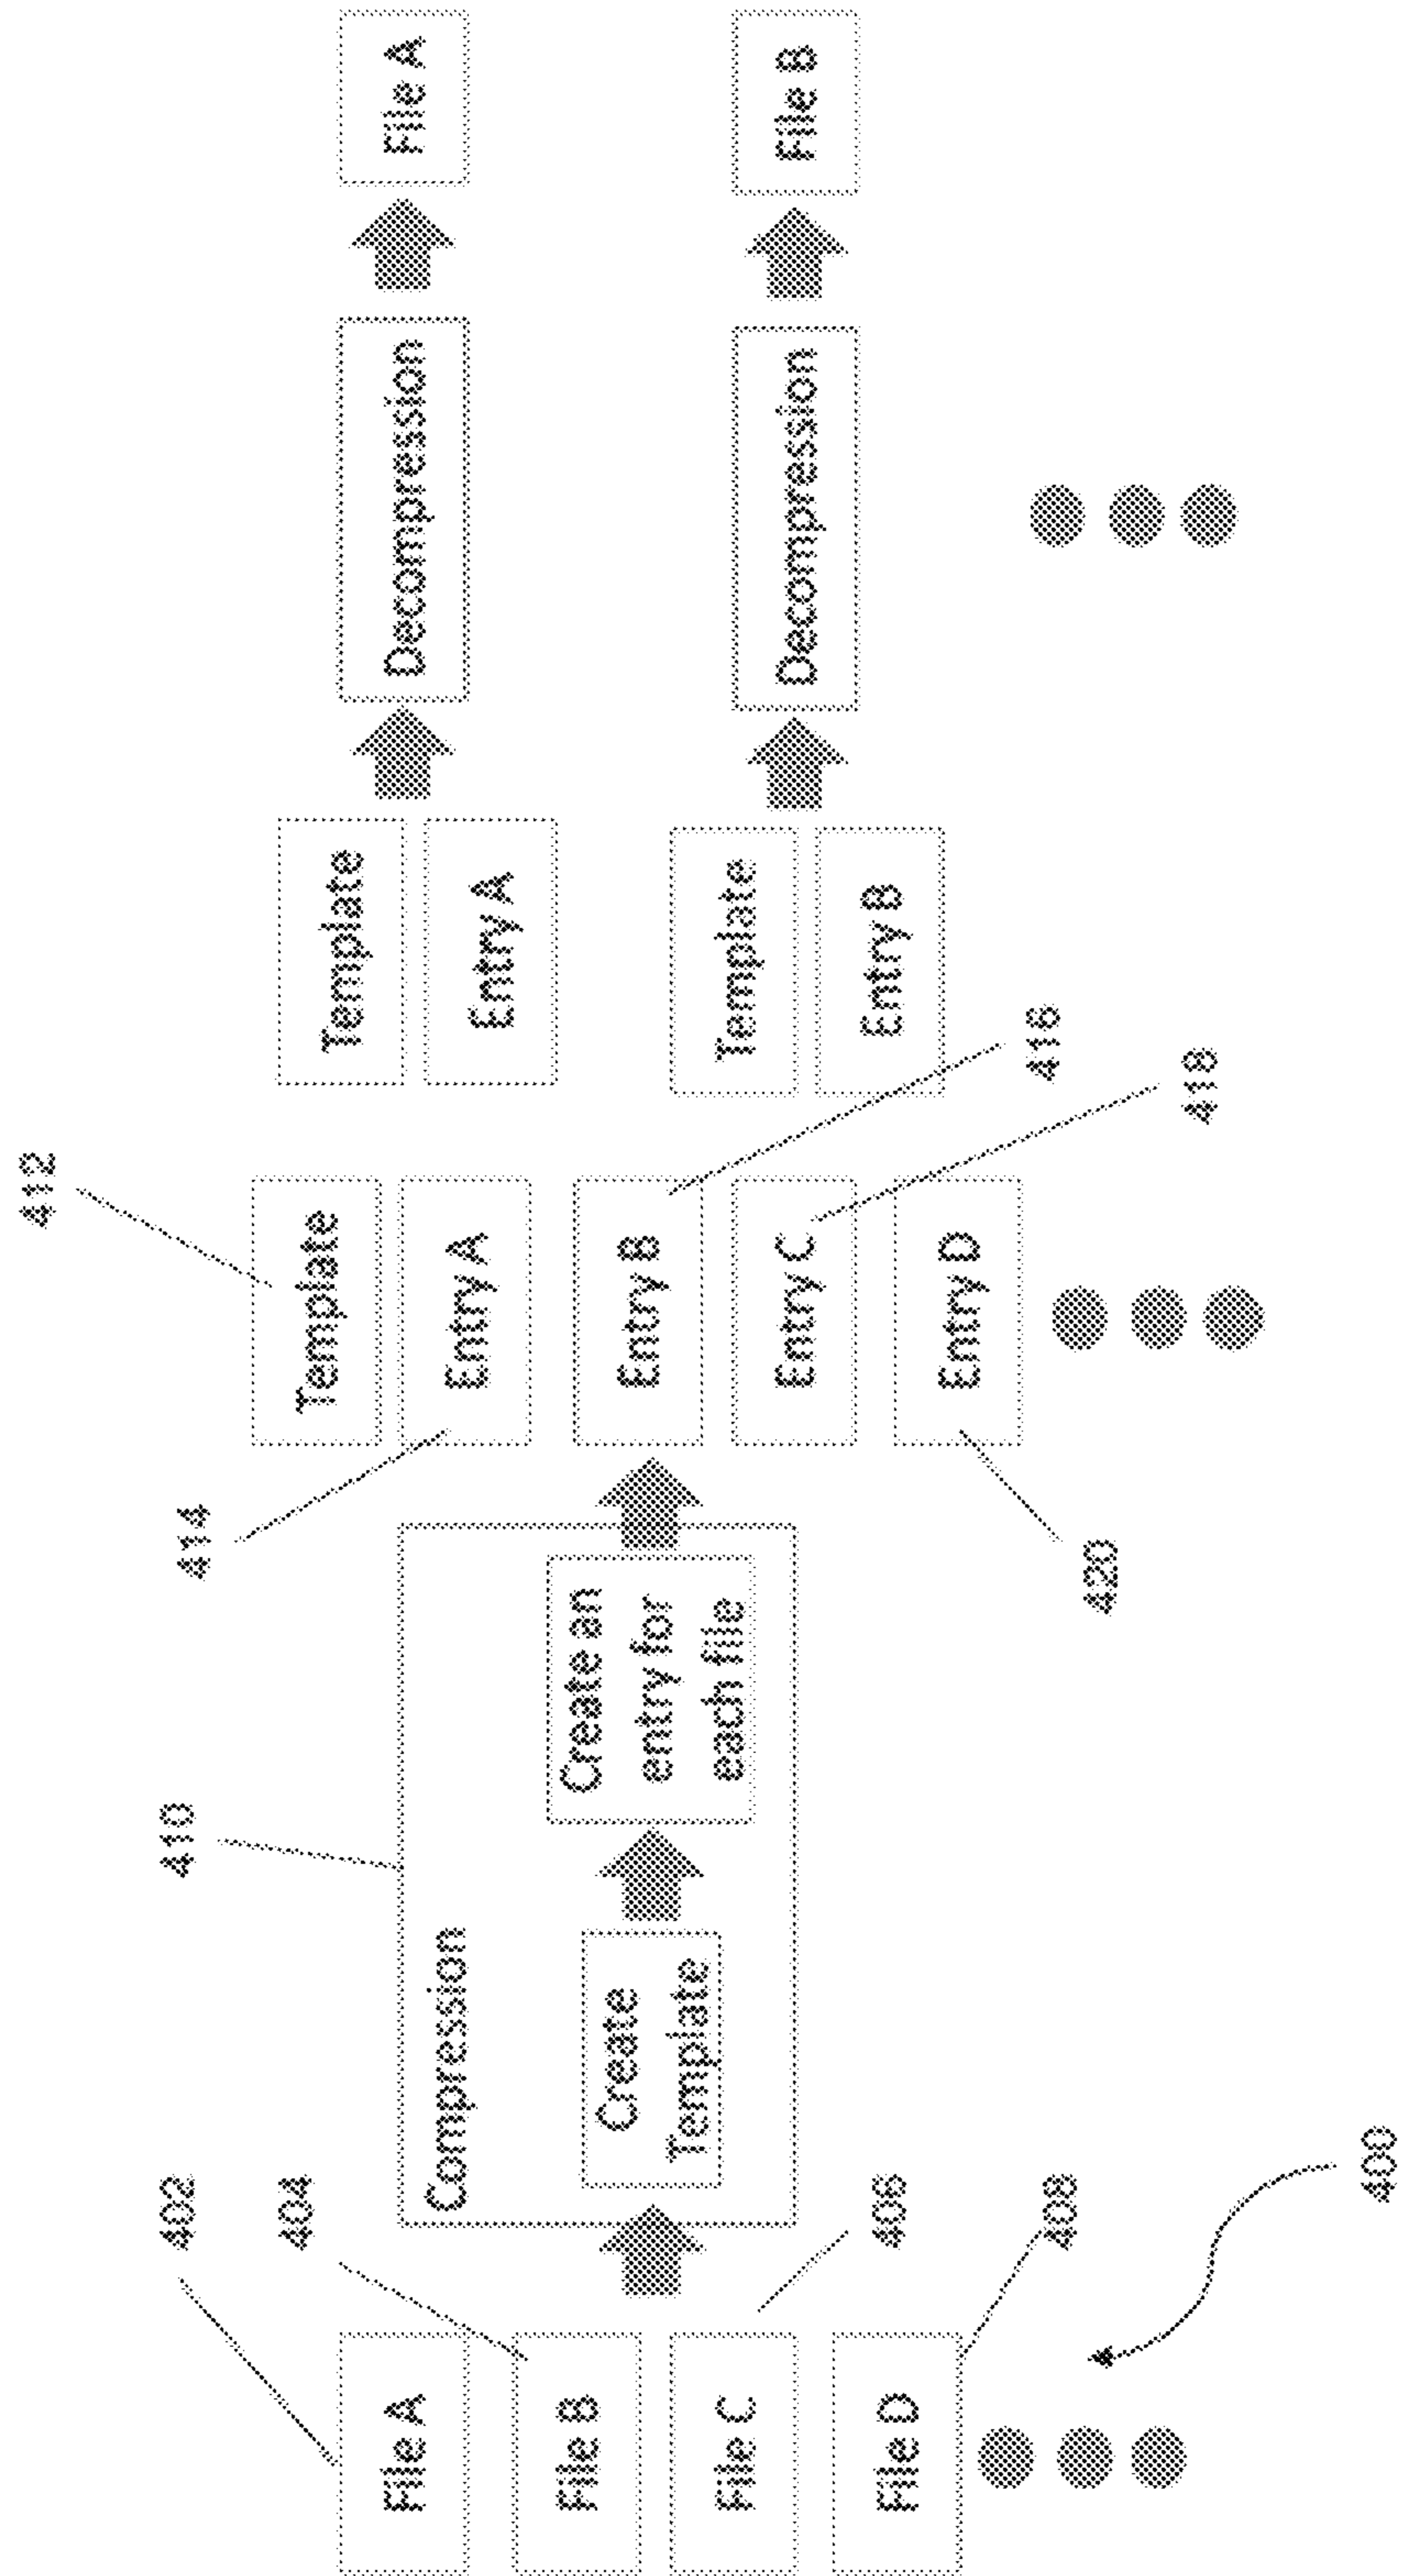 402
404
406
408
400
File A
File B
File C
File D
410
Compression
Create
Template
Create an
entry for
each file
412
414
416
418
420
Template
Entry A
Entry B
Entry C
Entry D
Template
Entry A
Decompression
File A
Template
Entry B
Decompression
File B